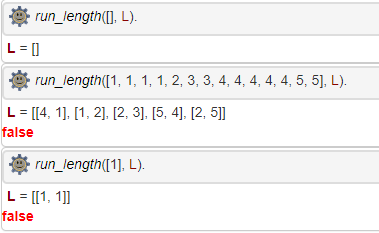 run_length([], L).
L = []
run_length([1, 1, 1, 1, 2, 3, 3, 4, 4, 4, 4, 4, 5, 5], L).
L = [[4, 1], [1, 2], [2, 3], [5, 4], [2, 5]]
false
run_length([1], L).
L = [[1, 1]]
false